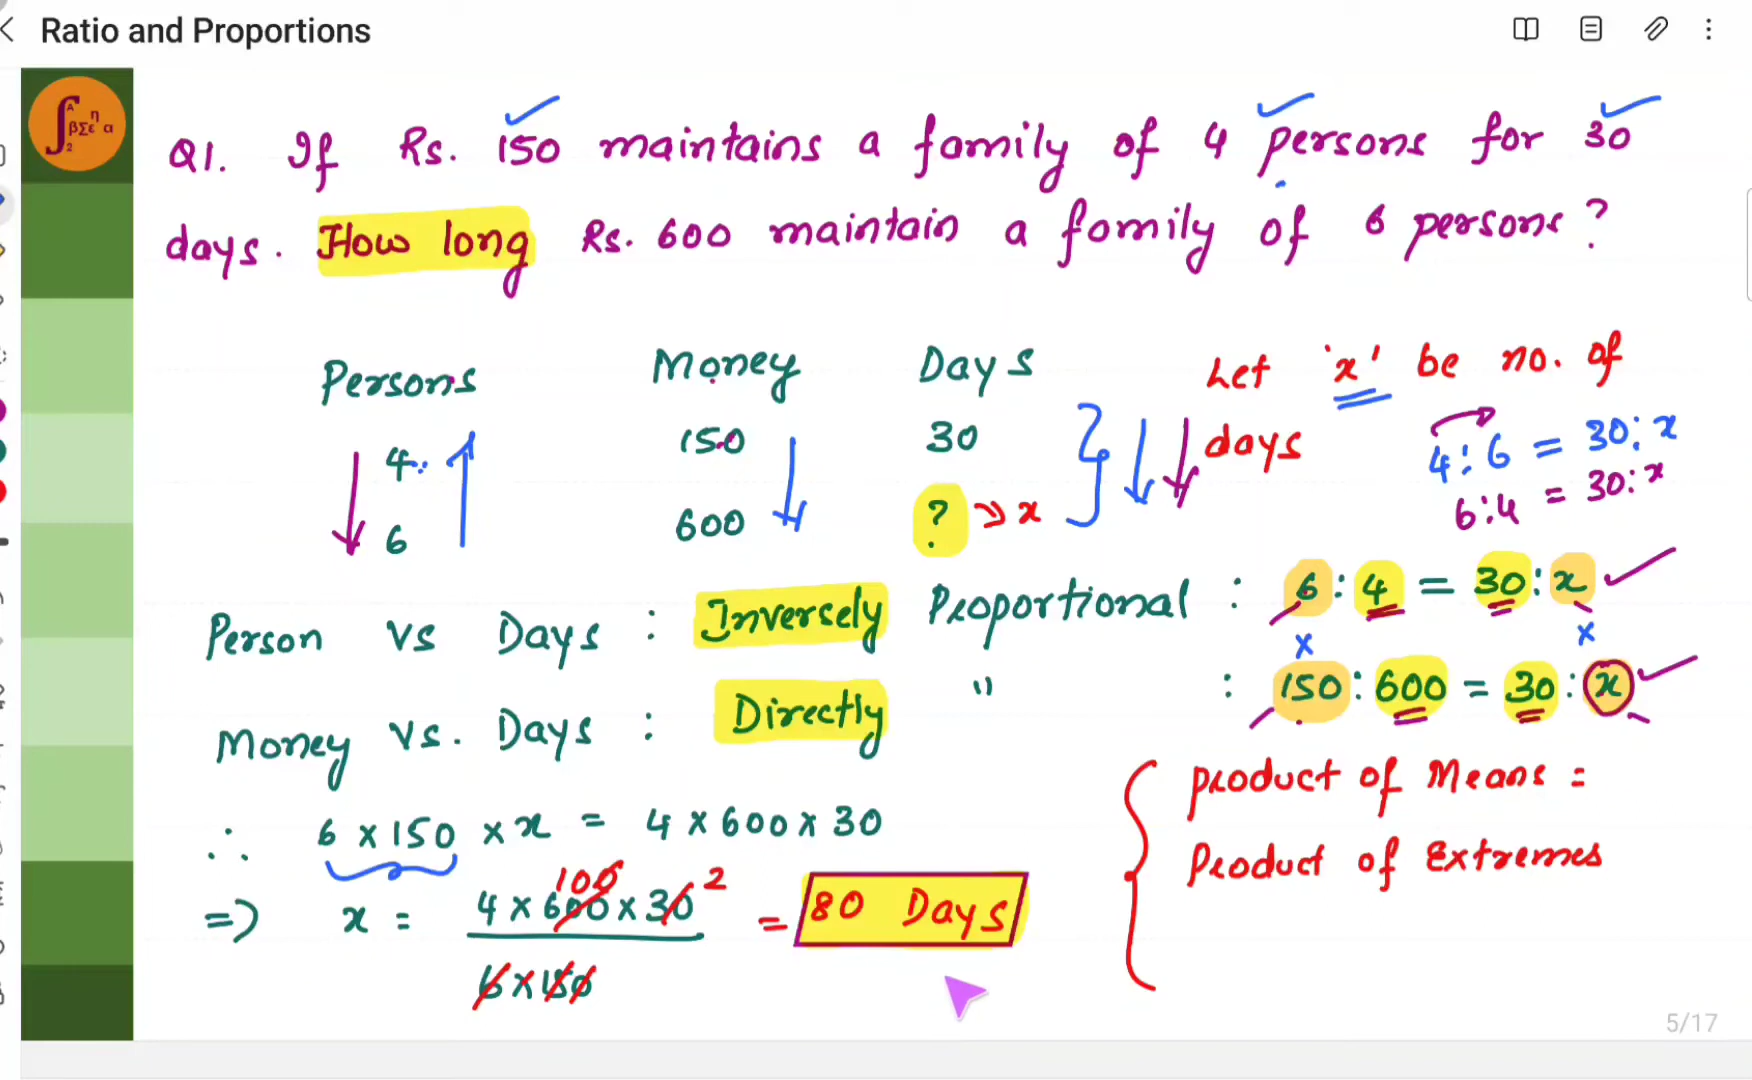 Ratio and Proportions
Q1. If Rs. 150 maintains a family of 4 persons for 30
days. How long Rs. 600 maintain a family of 6 persons?
Persons Money Days Let 'x' be no. of
4 150 30 days 4:6 = 30:x
6 600 ? → x 6:4 = 30:x
Person vs Days : Inversely Proportional : 6:4 = 30:x
x x
Money vs. Days : Directly " : 150:600 = 30:x
∴ 6 x 150 x x = 4 x 600 x 30
=> x = 4 x 600 x 30 / 6 x 150 = 80 Days
100 2
Product of Means =
Product of Extremes
5/17